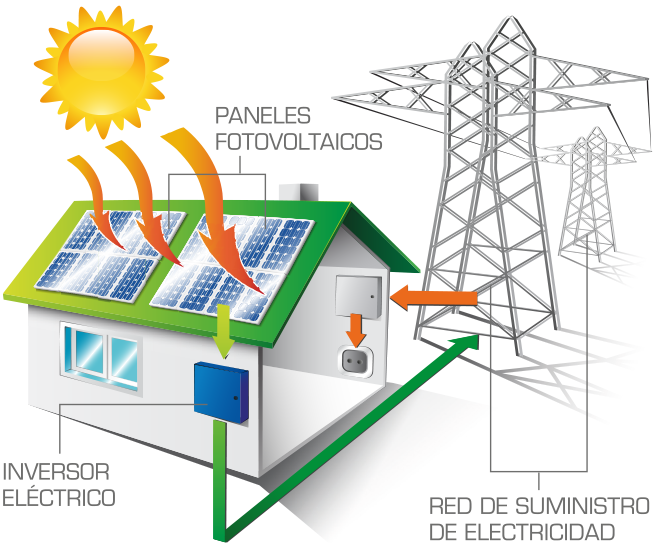 PANELES
FOTOVOLTAICOS
INVERSOR
ELÉCTRICO
RED DE SUMINISTRO
DE ELECTRICIDAD